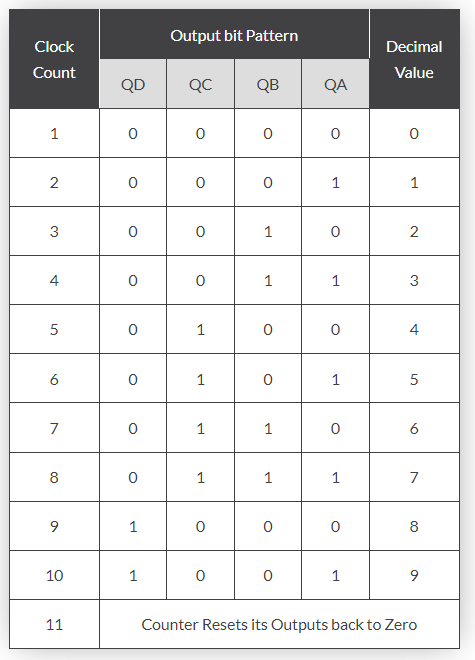 Clock Count Output bit Pattern Decimal Value
QD QC QB QA
1 0 0 0 0 0
2 0 0 0 1 1
3 0 0 1 0 2
4 0 0 1 1 3
5 0 1 0 0 4
6 0 1 0 1 5
7 0 1 1 0 6
8 0 1 1 1 7
9 1 0 0 0 8
10 1 0 0 1 9
11 Counter Resets its Outputs back to Zero